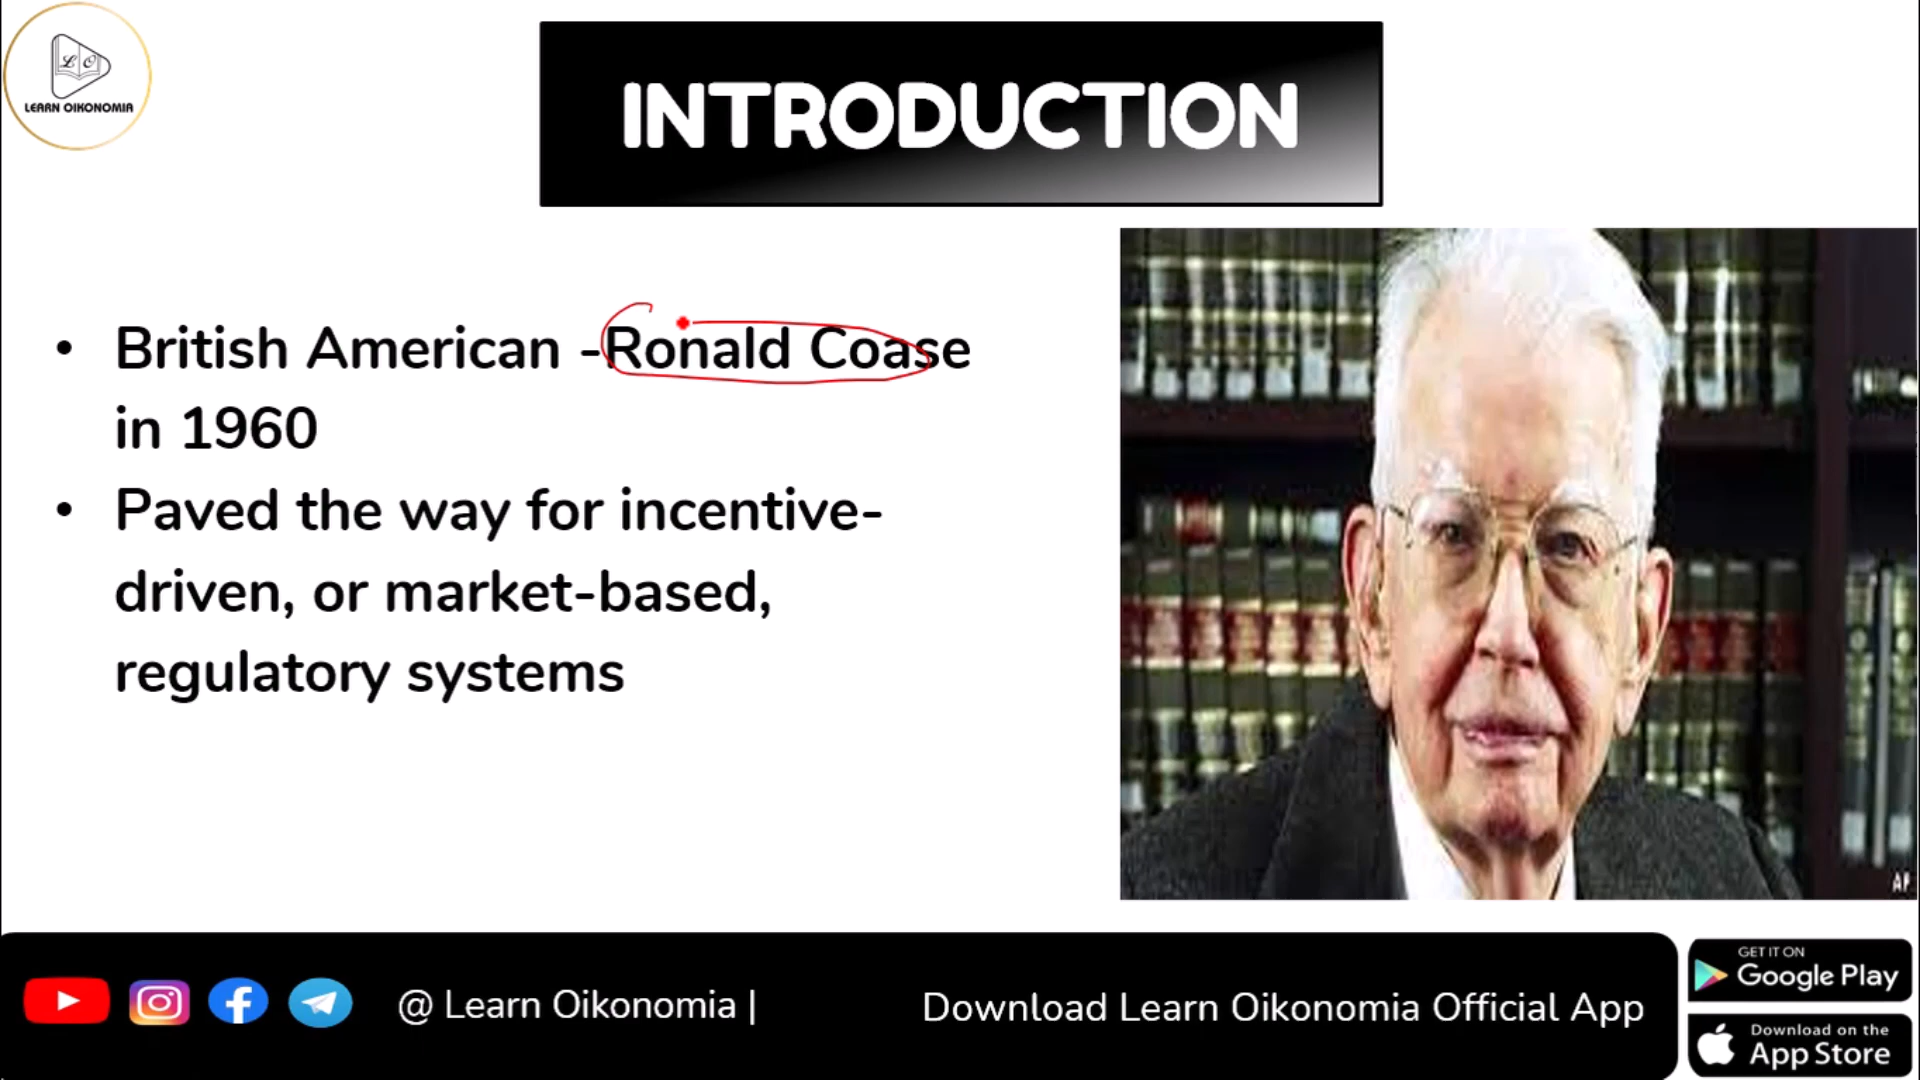 LO
LEARN OIKONOMIA
INTRODUCTION
• British American -Ronald Coase
in 1960
• Paved the way for incentive-
driven, or market-based,
regulatory systems
AP
@ Learn Oikonomia |
Download Learn Oikonomia Official App
GET IT ON
Google Play
Download on the
App Store